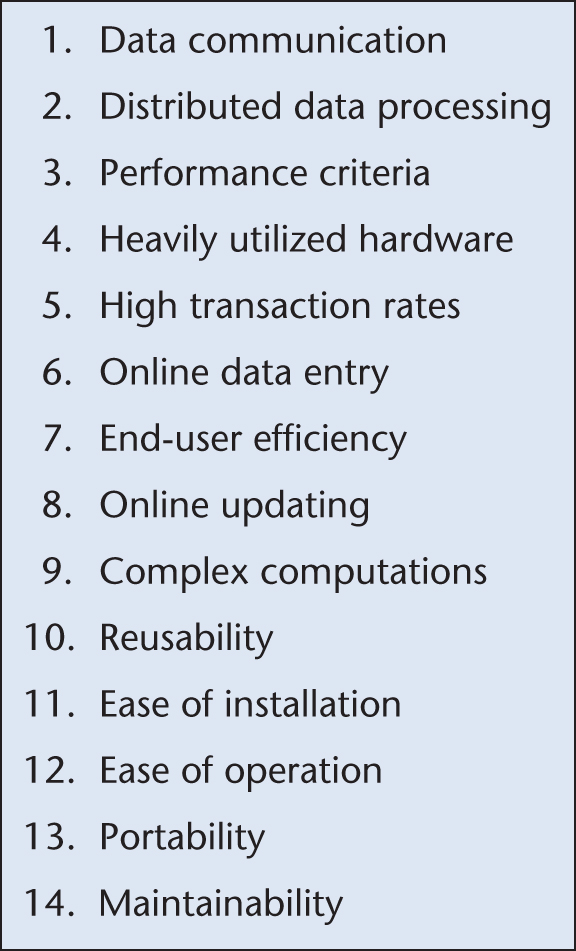 1. Data communication
2. Distributed data processing
3. Performance criteria
4. Heavily utilized hardware
5. High transaction rates
6. Online data entry
7. End-user efficiency
8. Online updating
9. Complex computations
10. Reusability
11. Ease of installation
12. Ease of operation
13. Portability
14. Maintainability